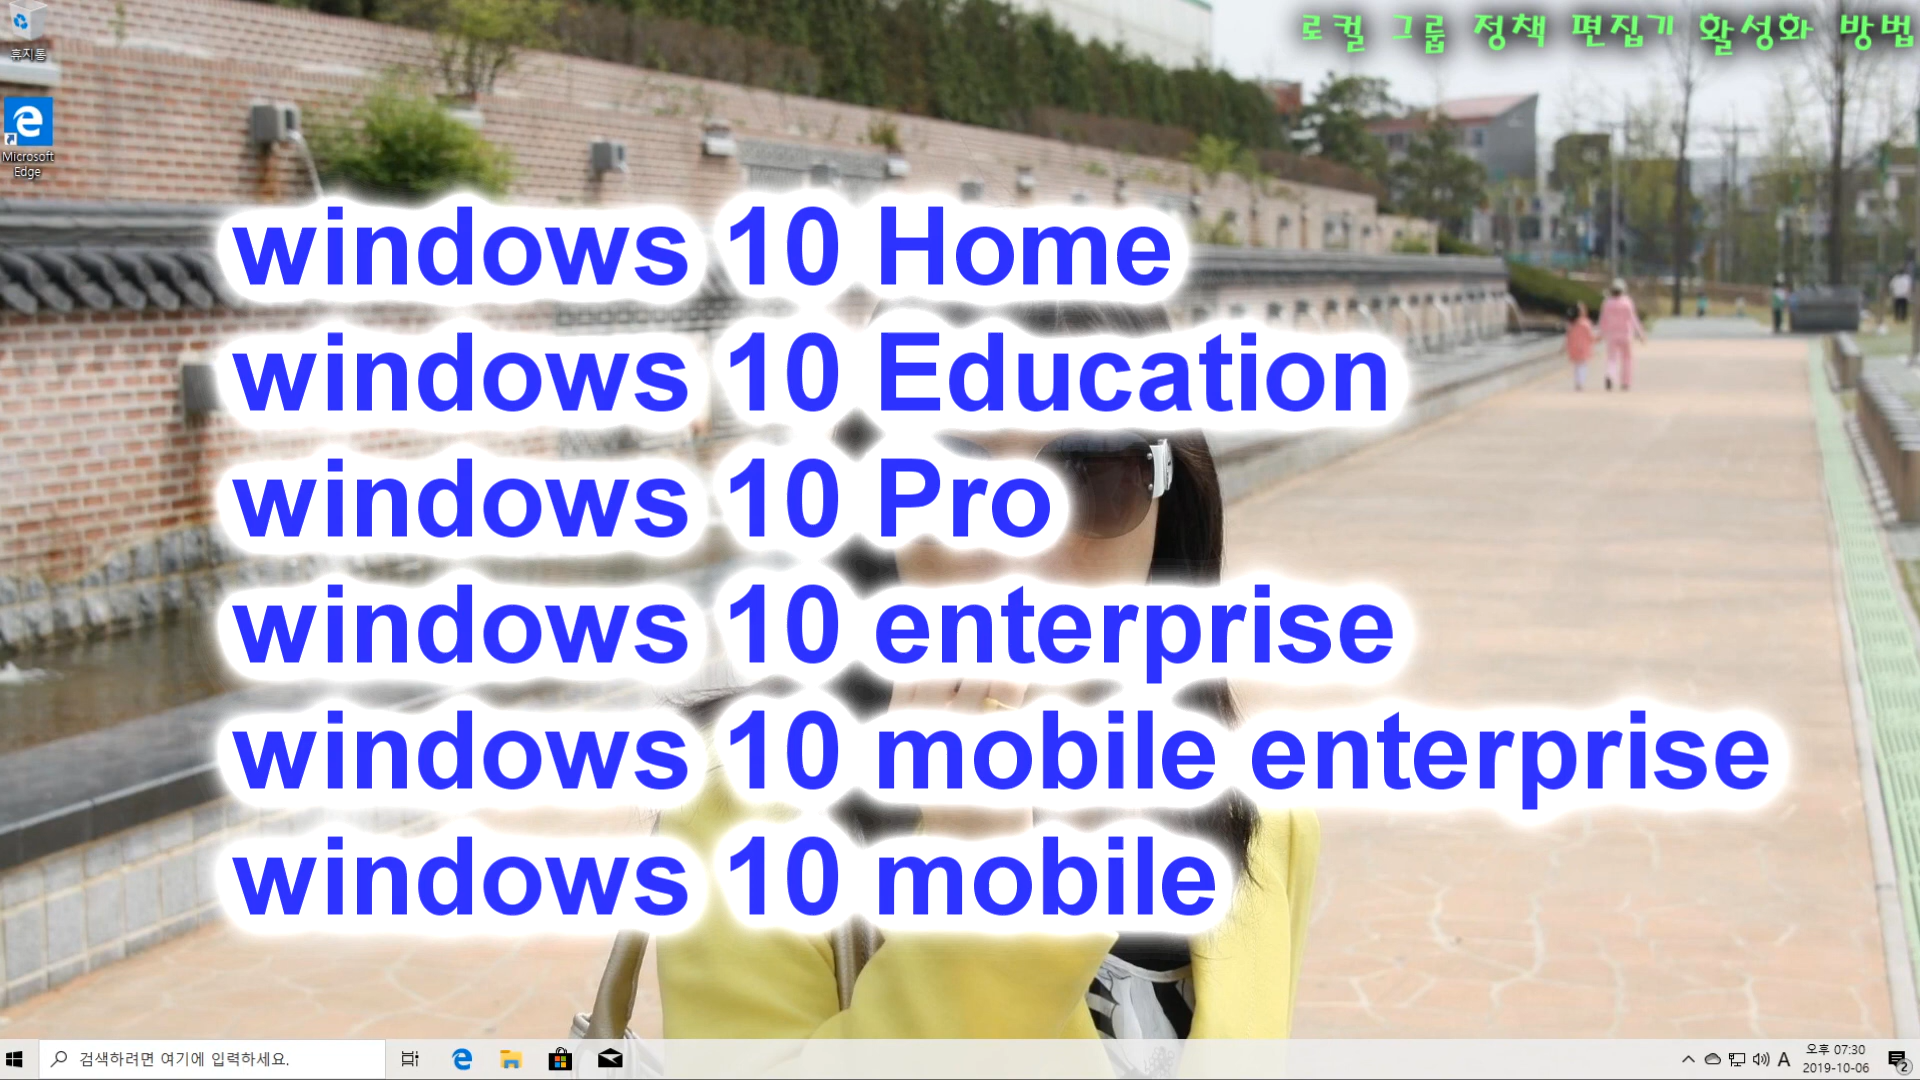 로컬 그룹 정책 편집기 활성화 방법
휴지통
Microsoft
Edge
windows 10 Home
windows 10 Education
windows 10 Pro
windows 10 enterprise
windows 10 mobile enterprise
windows 10 mobile
검색하려면 여기에 입력하세요.
A
오후 07:30
2019-10-06
2